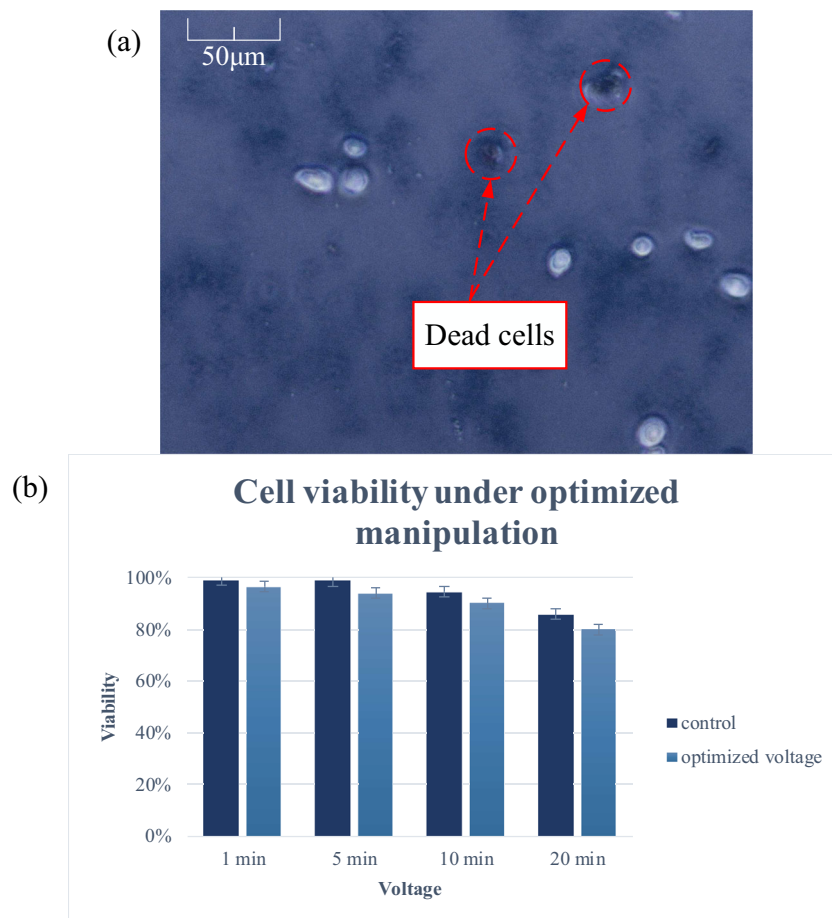 (a)
50μm
Dead cells
(b)
Cell viability under optimized
manipulation
100%
80%
60%
40%
20%
0%
Viability
1 min
5 min
10 min
20 min
Voltage
control
optimized voltage